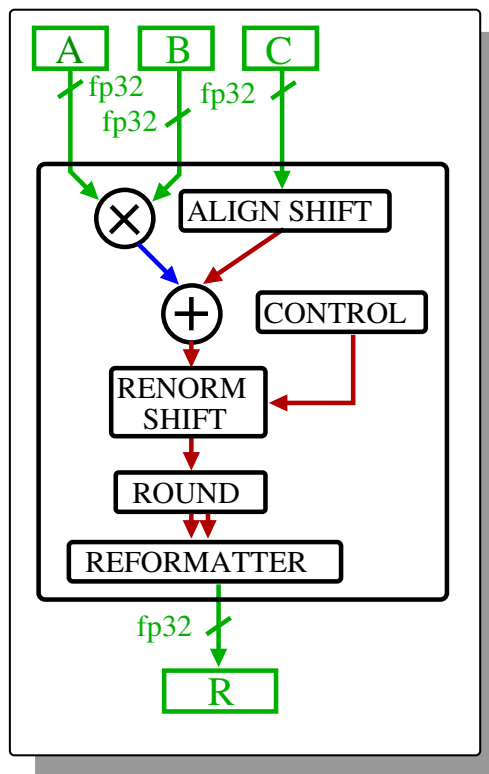 A B C
fp32
fp32
fp32
×
ALIGN SHIFT
+
CONTROL
RENORM
SHIFT
ROUND
REFORMATTER
fp32
R